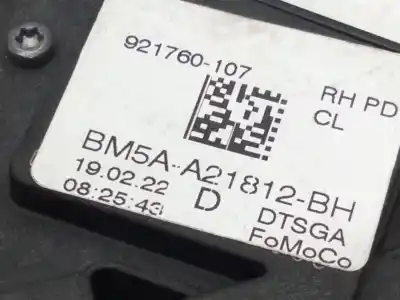 921760-107
RH PD
CL
BM5A-A21812-BH
19.02.22 D DTSGA
08:25:43 FoMoCo